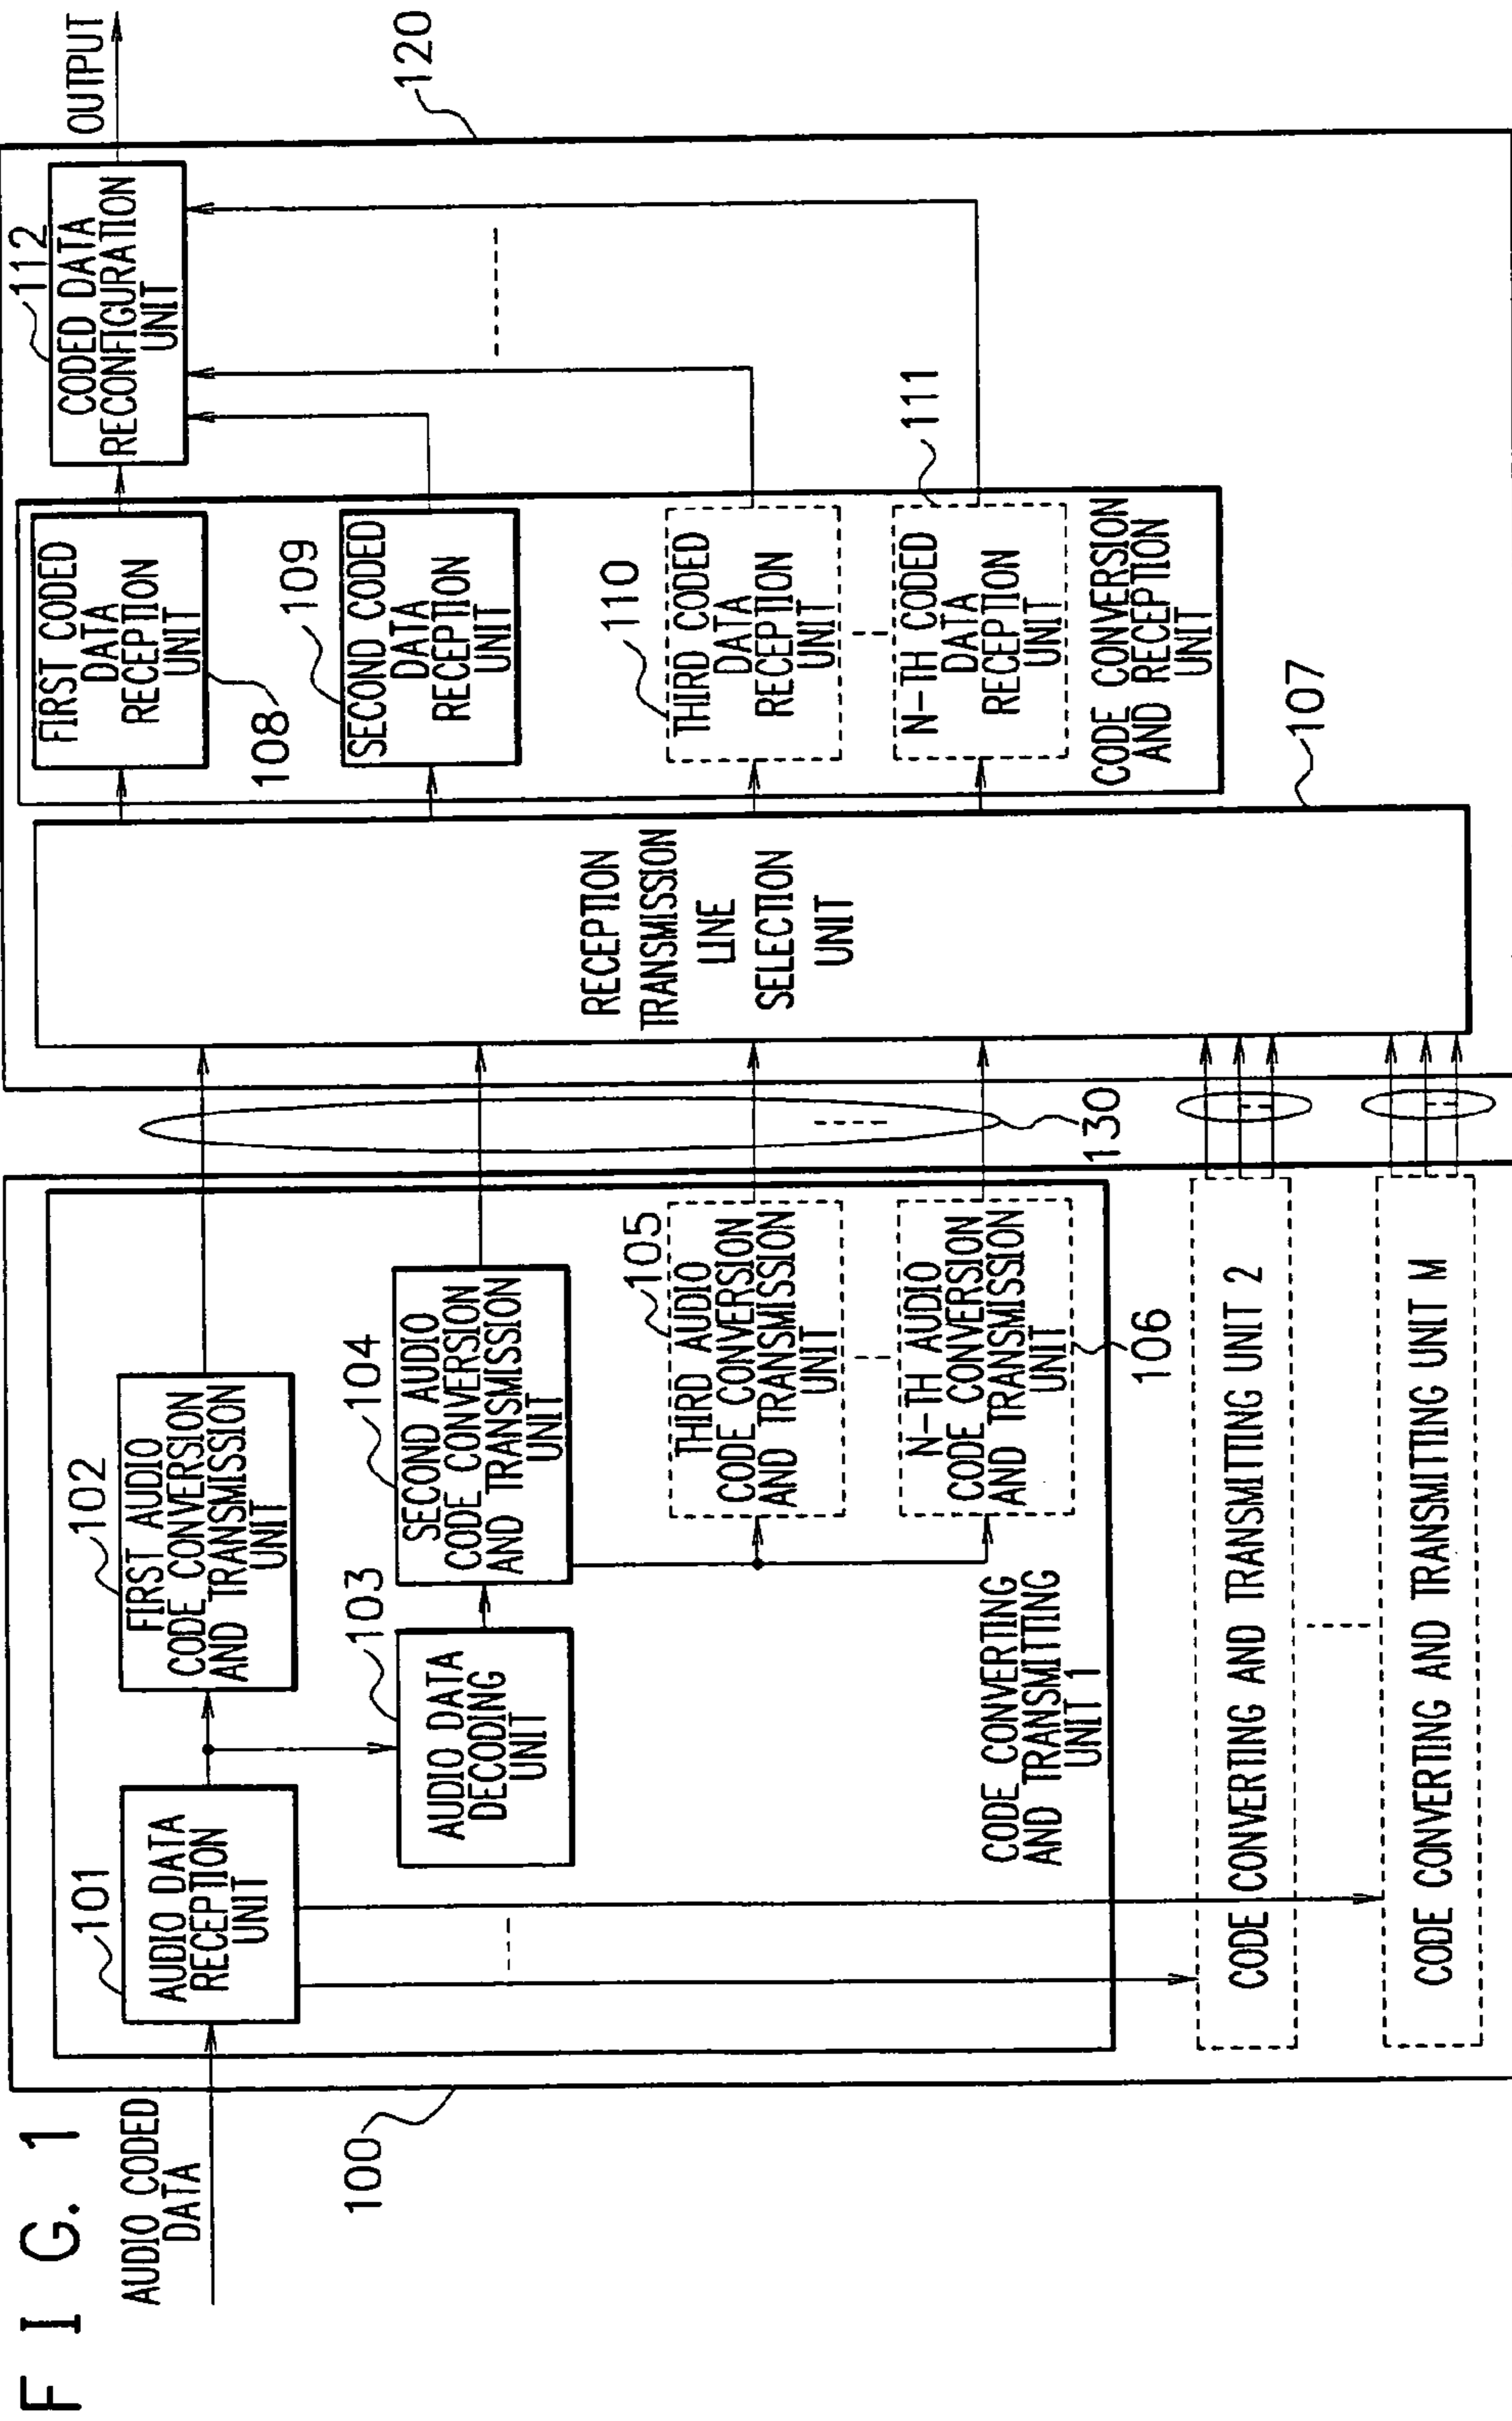 FIG. 1
AUDIO CODED
DATA
100
101
AUDIO DATA
RECEPTION
UNIT
102
FIRST AUDIO
CODE CONVERSION
AND TRANSMISSION
UNIT
103
AUDIO DATA
DECODING
UNIT
104
SECOND AUDIO
CODE CONVERSION
AND TRANSMISSION
UNIT
105
THIRD AUDIO
CODE CONVERSION
AND TRANSMISSION
UNIT
N-TH AUDIO
CODE CONVERSION
AND TRANSMISSION
UNIT
106
CODE CONVERTING
AND TRANSMITTING
UNIT 1
CODE CONVERTING AND TRANSMITTING UNIT 2
CODE CONVERTING AND TRANSMITTING UNIT M
130
RECEPTION
TRANSMISSION
LINE
SELECTION
UNIT
107
FIRST CODED
DATA
RECEPTION
UNIT
108
109
SECOND CODED
DATA
RECEPTION
UNIT
110
THIRD CODED
DATA
RECEPTION
UNIT
111
N-TH CODED
DATA
RECEPTION
UNIT
CODE CONVERSION
AND RECEPTION
UNIT
112
CODED DATA
RECONFIGURATION
UNIT
OUTPUT
120